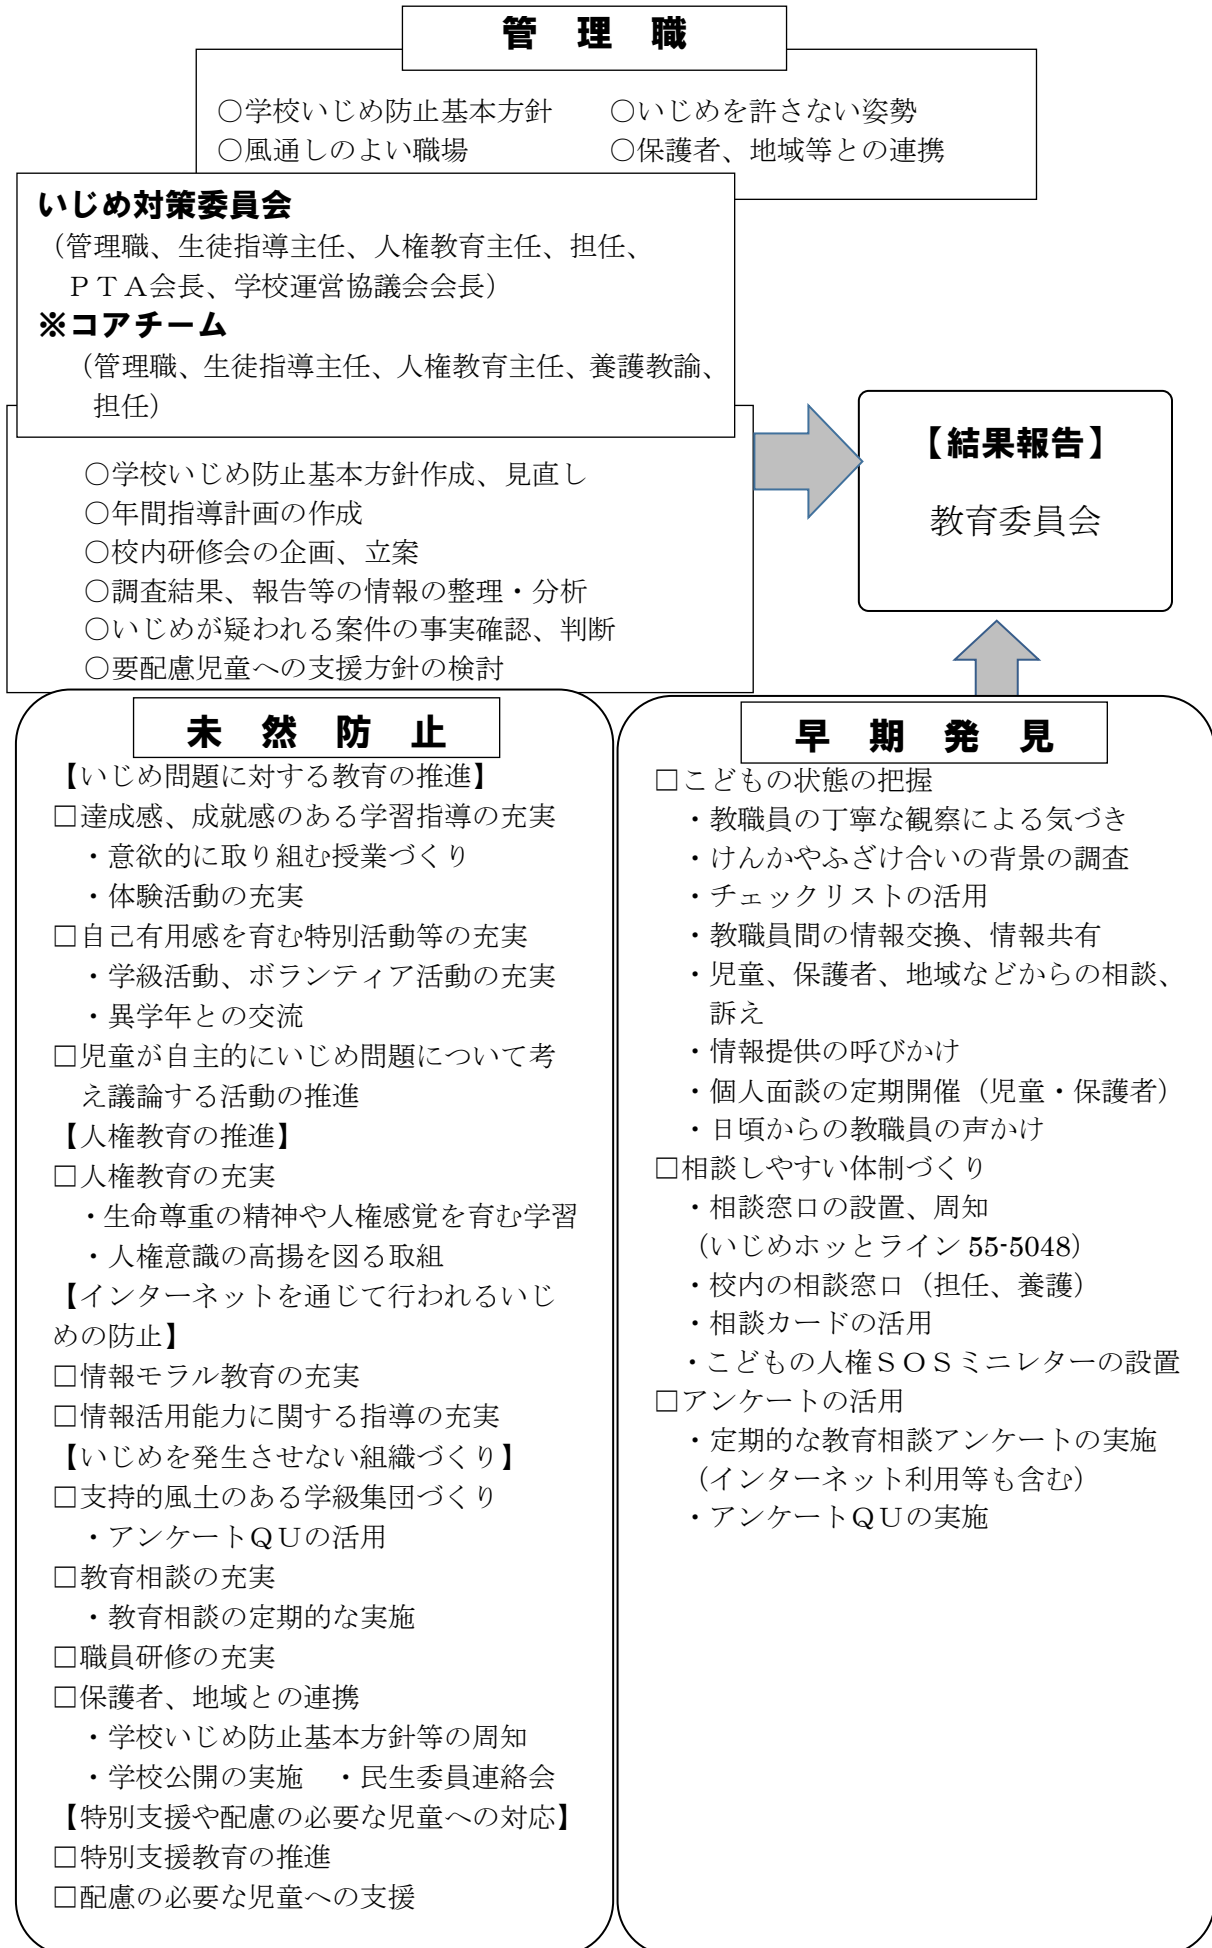 管 理 職
○学校いじめ防止基本方針　　○いじめを許さない姿勢
○風通しのよい職場　　○保護者、地域等との連携
いじめ対策委員会
（管理職、生徒指導主任、人権教育主任、担任、
ＰＴＡ会長、学校運営協議会会長）
※コアチーム
（管理職、生徒指導主任、人権教育主任、養護教諭、
担任）
○学校いじめ防止基本方針作成、見直し
○年間指導計画の作成
○校内研修会の企画、立案
○調査結果、報告等の情報の整理・分析
○いじめが疑われる案件の事実確認、判断
○要配慮児童への支援方針の検討
【結果報告】
教育委員会
未 然 防 止
【いじめ問題に対する教育の推進】
□達成感、成就感のある学習指導の充実
・意欲的に取り組む授業づくり
・体験活動の充実
□自己有用感を育む特別活動等の充実
・学級活動、ボランティア活動の充実
・異学年との交流
□児童が自主的にいじめ問題について考
え議論する活動の推進
【人権教育の推進】
□人権教育の充実
・生命尊重の精神や人権感覚を育む学習
・人権意識の高揚を図る取組
【インターネットを通じて行われるいじ
めの防止】
□情報モラル教育の充実
□情報活用能力に関する指導の充実
【いじめを発生させない組織づくり】
□支持的風土のある学級集団づくり
・アンケートＱＵの活用
□教育相談の充実
・教育相談の定期的な実施
□職員研修の充実
□保護者、地域との連携
・学校いじめ防止基本方針等の周知
・学校公開の実施　・民生委員連絡会
【特別支援や配慮の必要な児童への対応】
□特別支援教育の推進
□配慮の必要な児童への支援
早 期 発 見
□こどもの状態の把握
・教職員の丁寧な観察による気づき
・けんかやふざけ合いの背景の調査
・チェックリストの活用
・教職員間の情報交換、情報共有
・児童、保護者、地域などからの相談、
訴え
・情報提供の呼びかけ
・個人面談の定期開催（児童・保護者）
・日頃からの教職員の声かけ
□相談しやすい体制づくり
・相談窓口の設置、周知
（いじめホッとライン 55-5048）
・校内の相談窓口（担任、養護）
・相談カードの活用
・こどもの人権ＳＯＳミニレターの設置
□アンケートの活用
・定期的な教育相談アンケートの実施
（インターネット利用等も含む）
・アンケートＱＵの実施